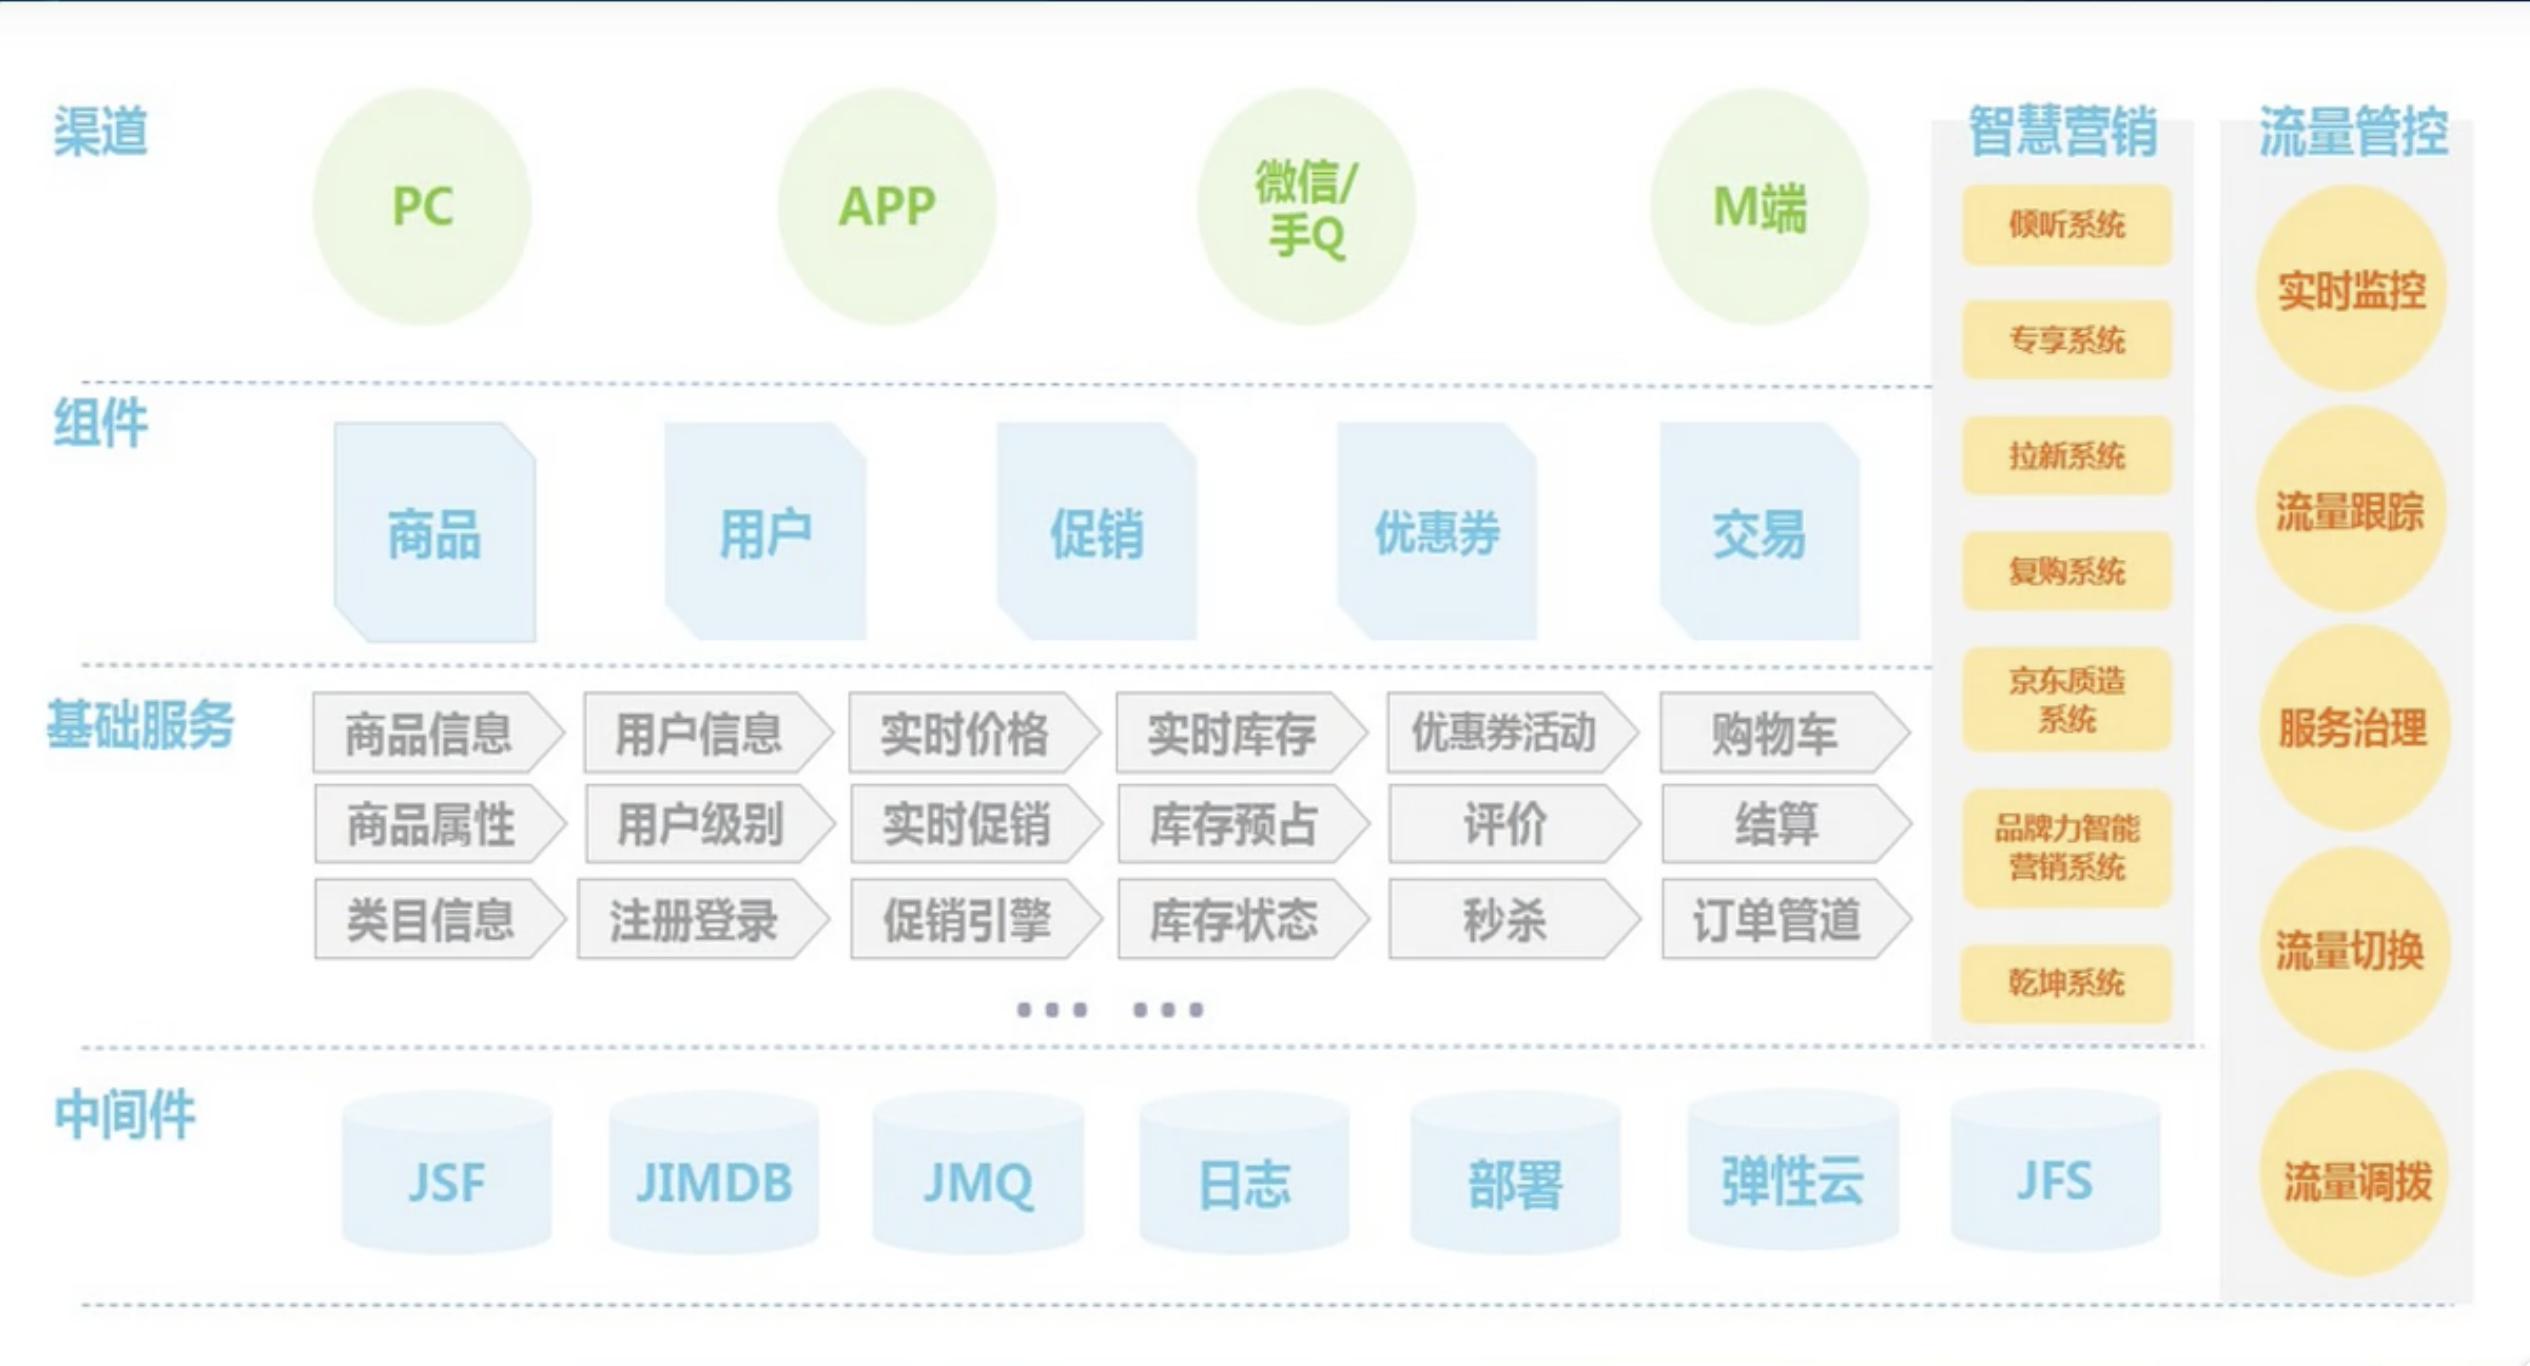 渠道
PC
APP
微信/
手Q
M端
组件
商品
用户
促销
优惠券
交易
基础服务
商品信息
用户信息
实时价格
实时库存
优惠券活动
购物车
商品属性
用户级别
实时促销
库存预占
评价
结算
类目信息
注册登录
促销引擎
库存状态
秒杀
订单管道
... ...
中间件
JSF
JIMDB
JMQ
日志
部署
弹性云
JFS
智慧营销
倾听系统
专享系统
拉新系统
复购系统
京东质造
系统
品牌力智能
营销系统
乾坤系统
流量管控
实时监控
流量跟踪
服务治理
流量切换
流量调拨